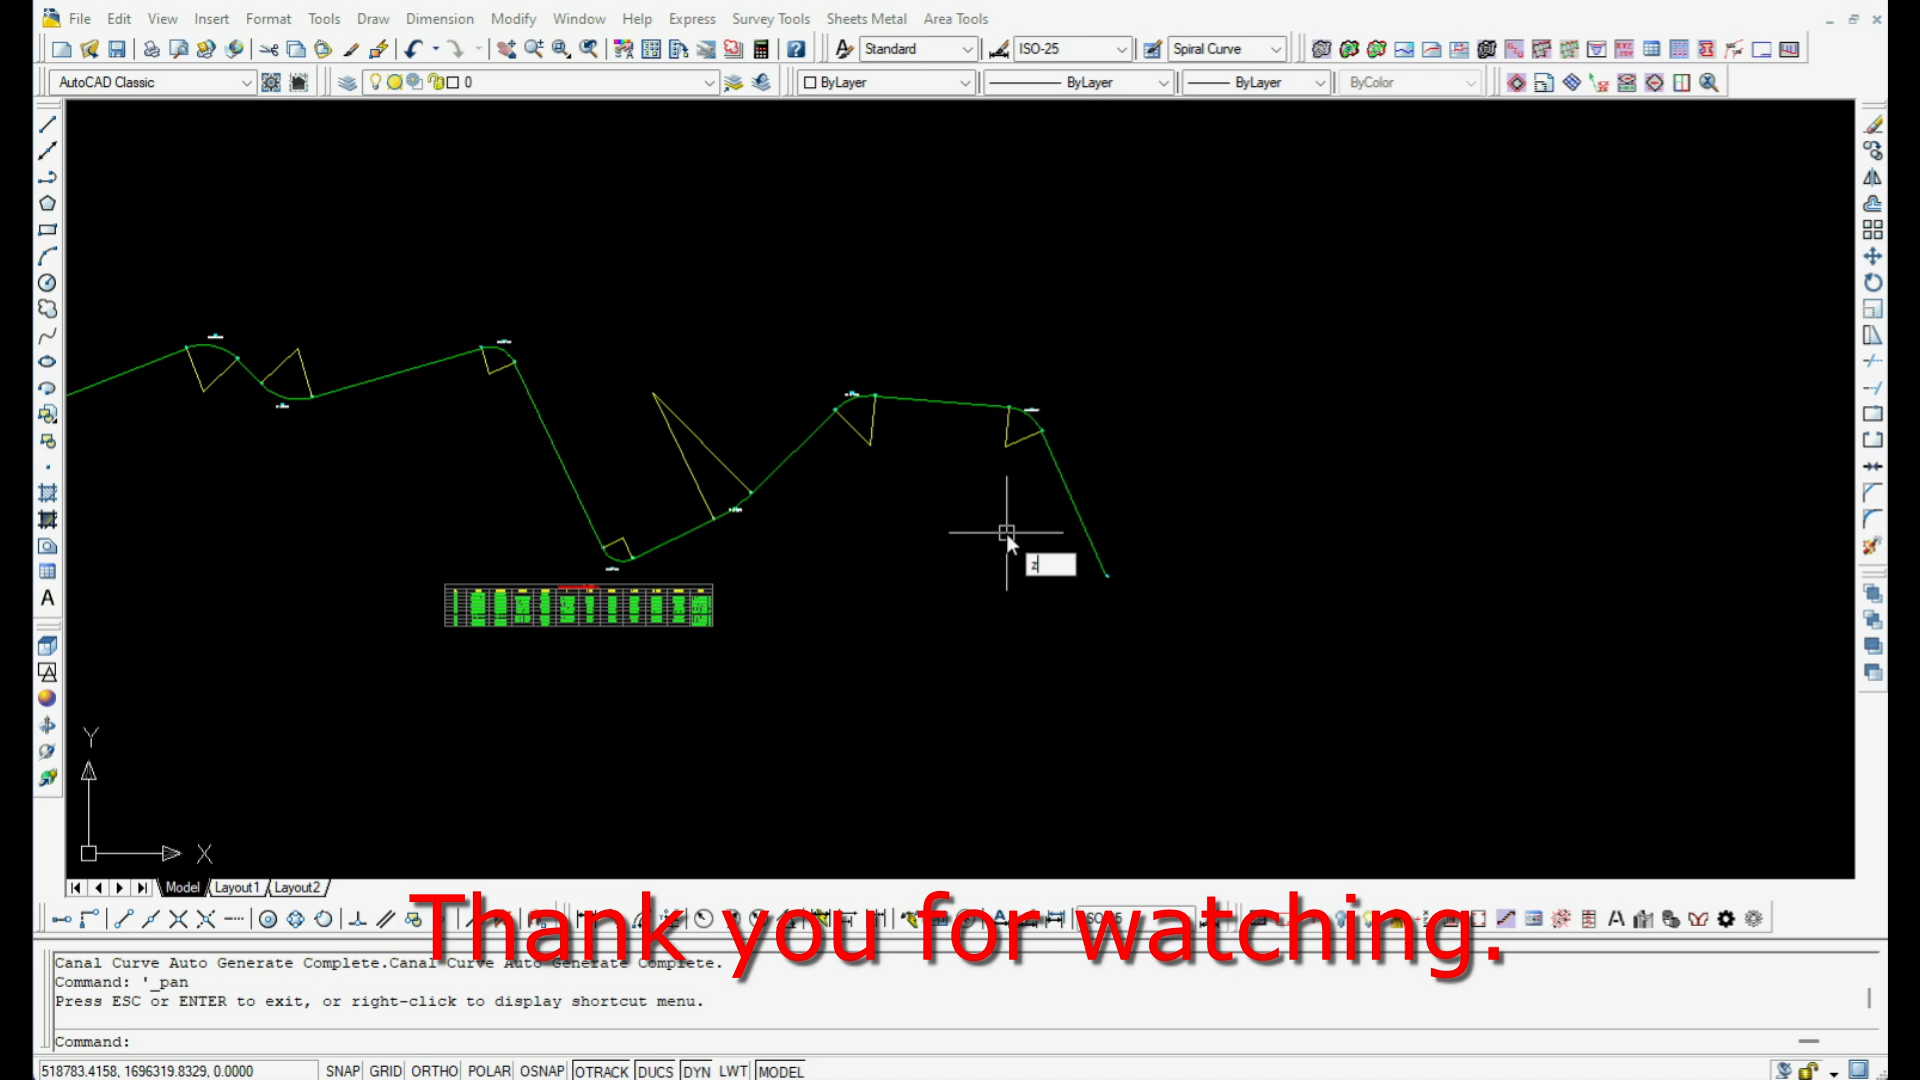 File Edit View Insert Format Tools Draw Dimension Modify Window Help Express Survey Tools Sheets Metal Area Tools
Standard ISO-25 Spiral Curve
AutoCAD Classic 0 ByLayer ByLayer ByLayer ByColor
z
Y
X
Model Layout1 Layout2
Thank you for watching.
Canal Curve Auto Generate Complete.Canal Curve Auto Generate Complete.
Command: '_pan
Press ESC or ENTER to exit, or right-click to display shortcut menu.
Command:
518783.4158, 1696319.8329, 0.0000 SNAP GRID ORTHO POLAR OSNAP OTRACK DUCS DYN LWT MODEL